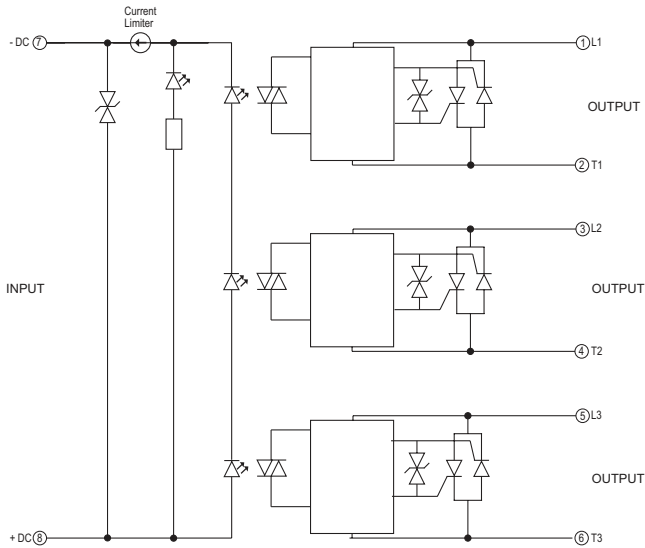 Current
Limiter
- DC 7
1 L1
OUTPUT
2 T1
3 L2
INPUT
OUTPUT
4 T2
5 L3
OUTPUT
+ DC 8
6 T3